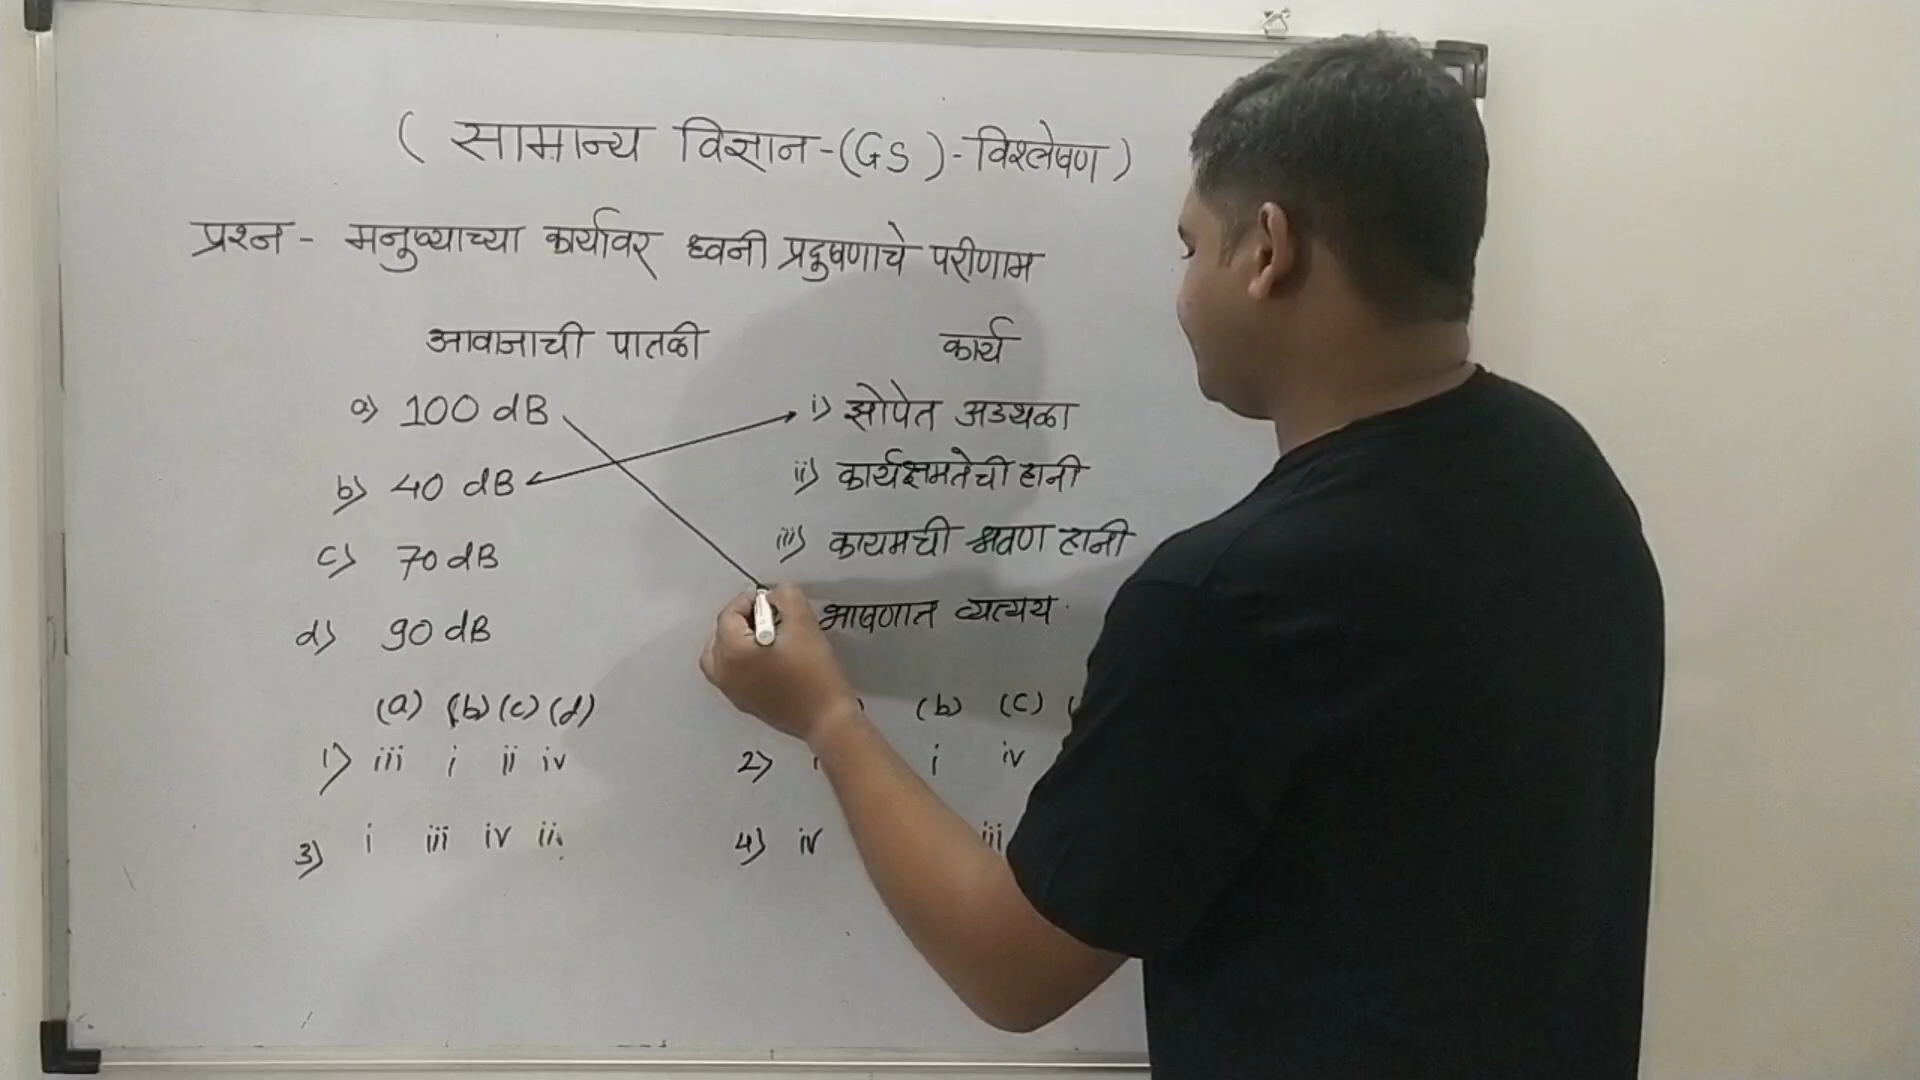 ( सामान्य विज्ञान-(GS)-विश्लेषण)
प्रश्न - मनुष्याच्या कार्यावर ध्वनी प्रदुषणाचे परीणाम
आवाजाची पातळी कार्य
a) 100 dB i) झोपेत अडथळा
b) 40 dB ii) कार्यक्षमतेची हानी
c) 70 dB iii) कायमची श्रवण हानी
d) 90 dB भाषणात व्यत्यय
(a) (b) (c) (d) (b) (c)
1) iii i ii iv 2) i iv
3) i iii iv ii 4) iv iii